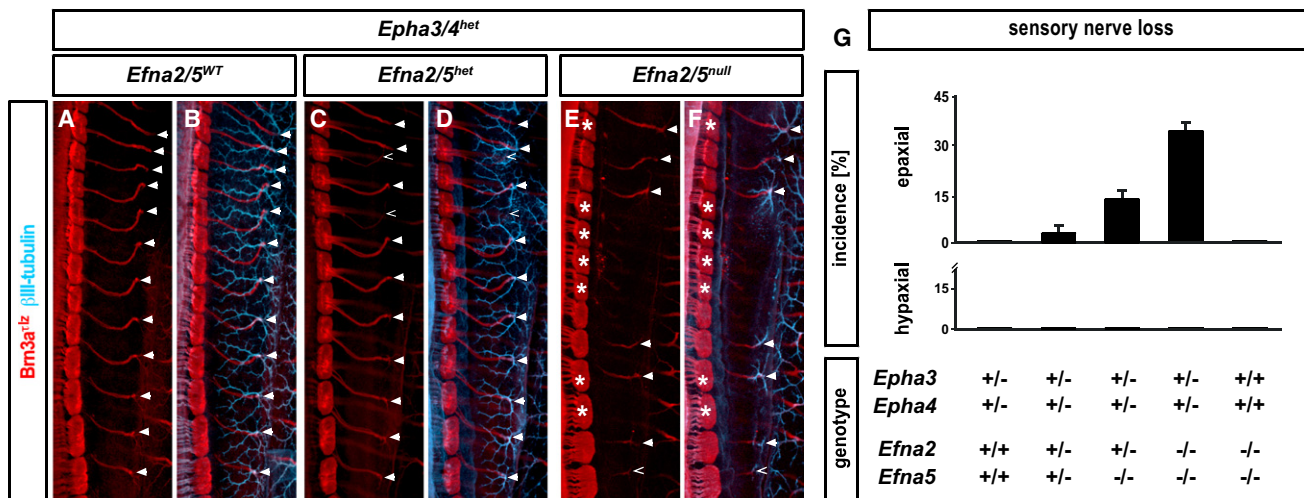 Epha3/4het
Efna2/5WT
Efna2/5het
Efna2/5null
Brn3aτlz βIII-tubulin
A
B
C
D
E
F
G
sensory nerve loss
incidence [%]
epaxial
45
30
15
0
hypaxial
15
0
genotype
Epha3 +/- +/- +/- +/- +/+
Epha4 +/- +/- +/- +/- +/+
Efna2 +/+ +/- +/- -/- -/-
Efna5 +/+ +/- -/- -/- -/-